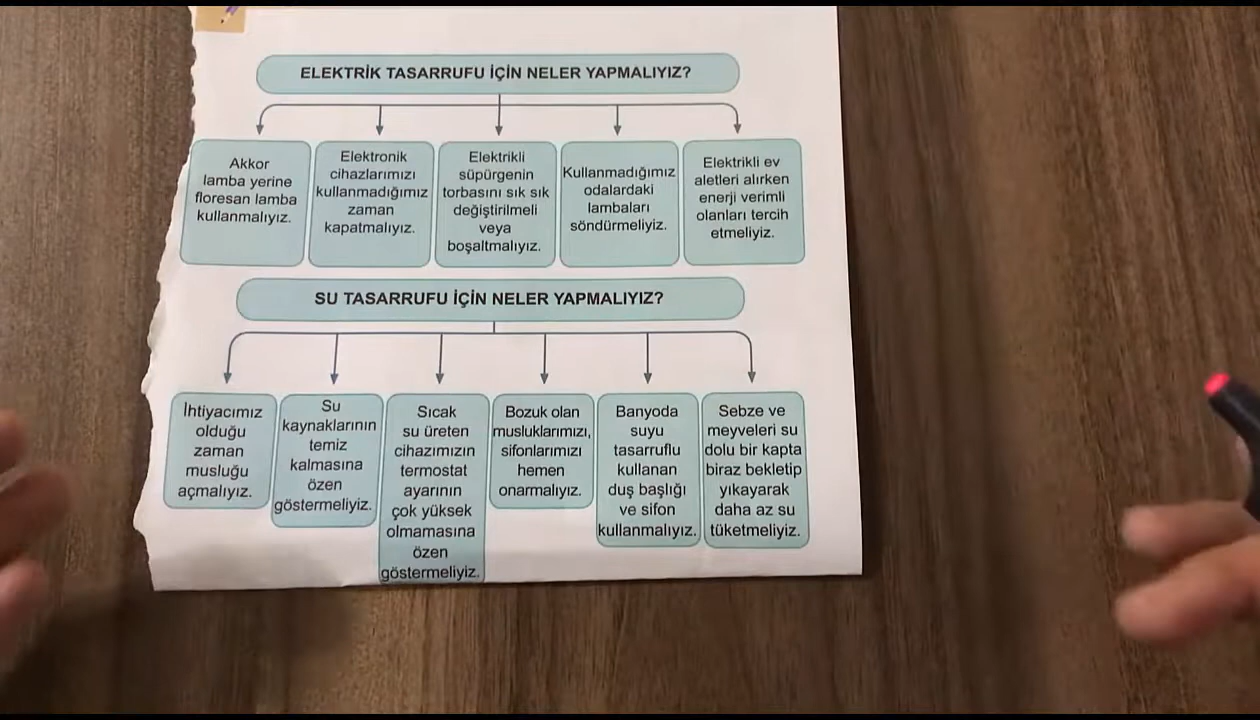 ELEKTRİK TASARRUFU İÇİN NELER YAPMALIYIZ?
Akkor
lamba yerine
floresan lamba
kullanmalıyız.
Elektronik
cihazlarımızı
kullanmadığımız
zaman
kapatmalıyız.
Elektrikli
süpürgenin
torbasını sık sık
değiştirilmeli
veya
boşaltmalıyız.
Kullanmadığımız
odalardaki
lambaları
söndürmeliyiz.
Elektrikli ev
aletleri alırken
enerji verimli
olanları tercih
etmeliyiz.
SU TASARRUFU İÇİN NELER YAPMALIYIZ?
İhtiyacımız
olduğu
zaman
musluğu
açmalıyız.
Su
kaynaklarının
temiz
kalmasına
özen
göstermeliyiz.
Sıcak
su üreten
cihazımızın
termostat
ayarının
çok yüksek
olmamasına
özen
göstermeliyiz.
Bozuk olan
musluklarımızı,
sifonlarımızı
hemen
onarmalıyız.
Banyoda
suyu
tasarruflu
kullanan
duş başlığı
ve sifon
kullanmalıyız.
Sebze ve
meyveleri su
dolu bir kapta
biraz bekletip
yıkayarak
daha az su
tüketmeliyiz.